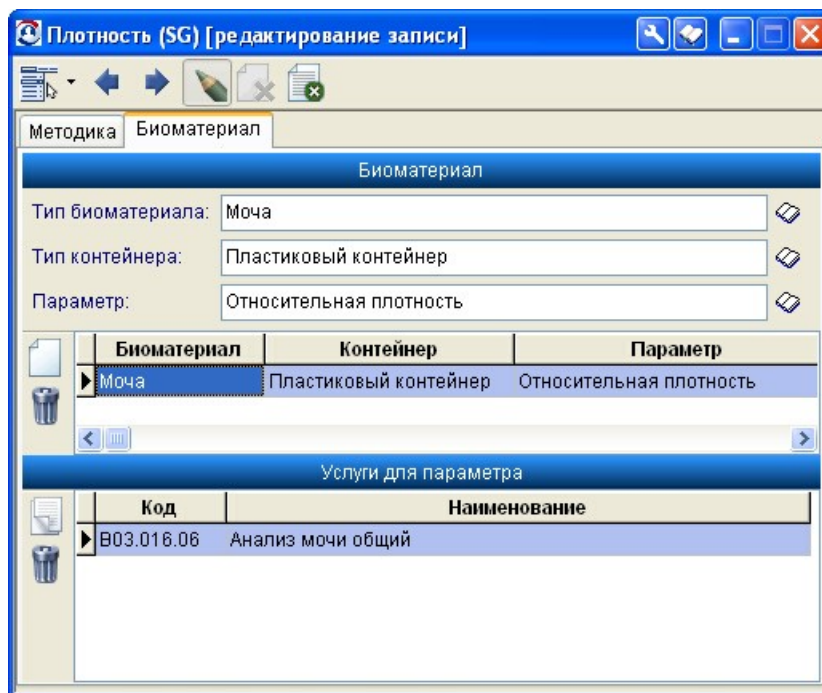 Плотность (SG) [редактирование записи]
Методика Биоматериал
Биоматериал
Тип биоматериала: Моча
Тип контейнера: Пластиковый контейнер
Параметр: Относительная плотность
Биоматериал Контейнер Параметр
Моча Пластиковый контейнер Относительная плотность
Услуги для параметра
Код Наименование
B03.016.06 Анализ мочи общий